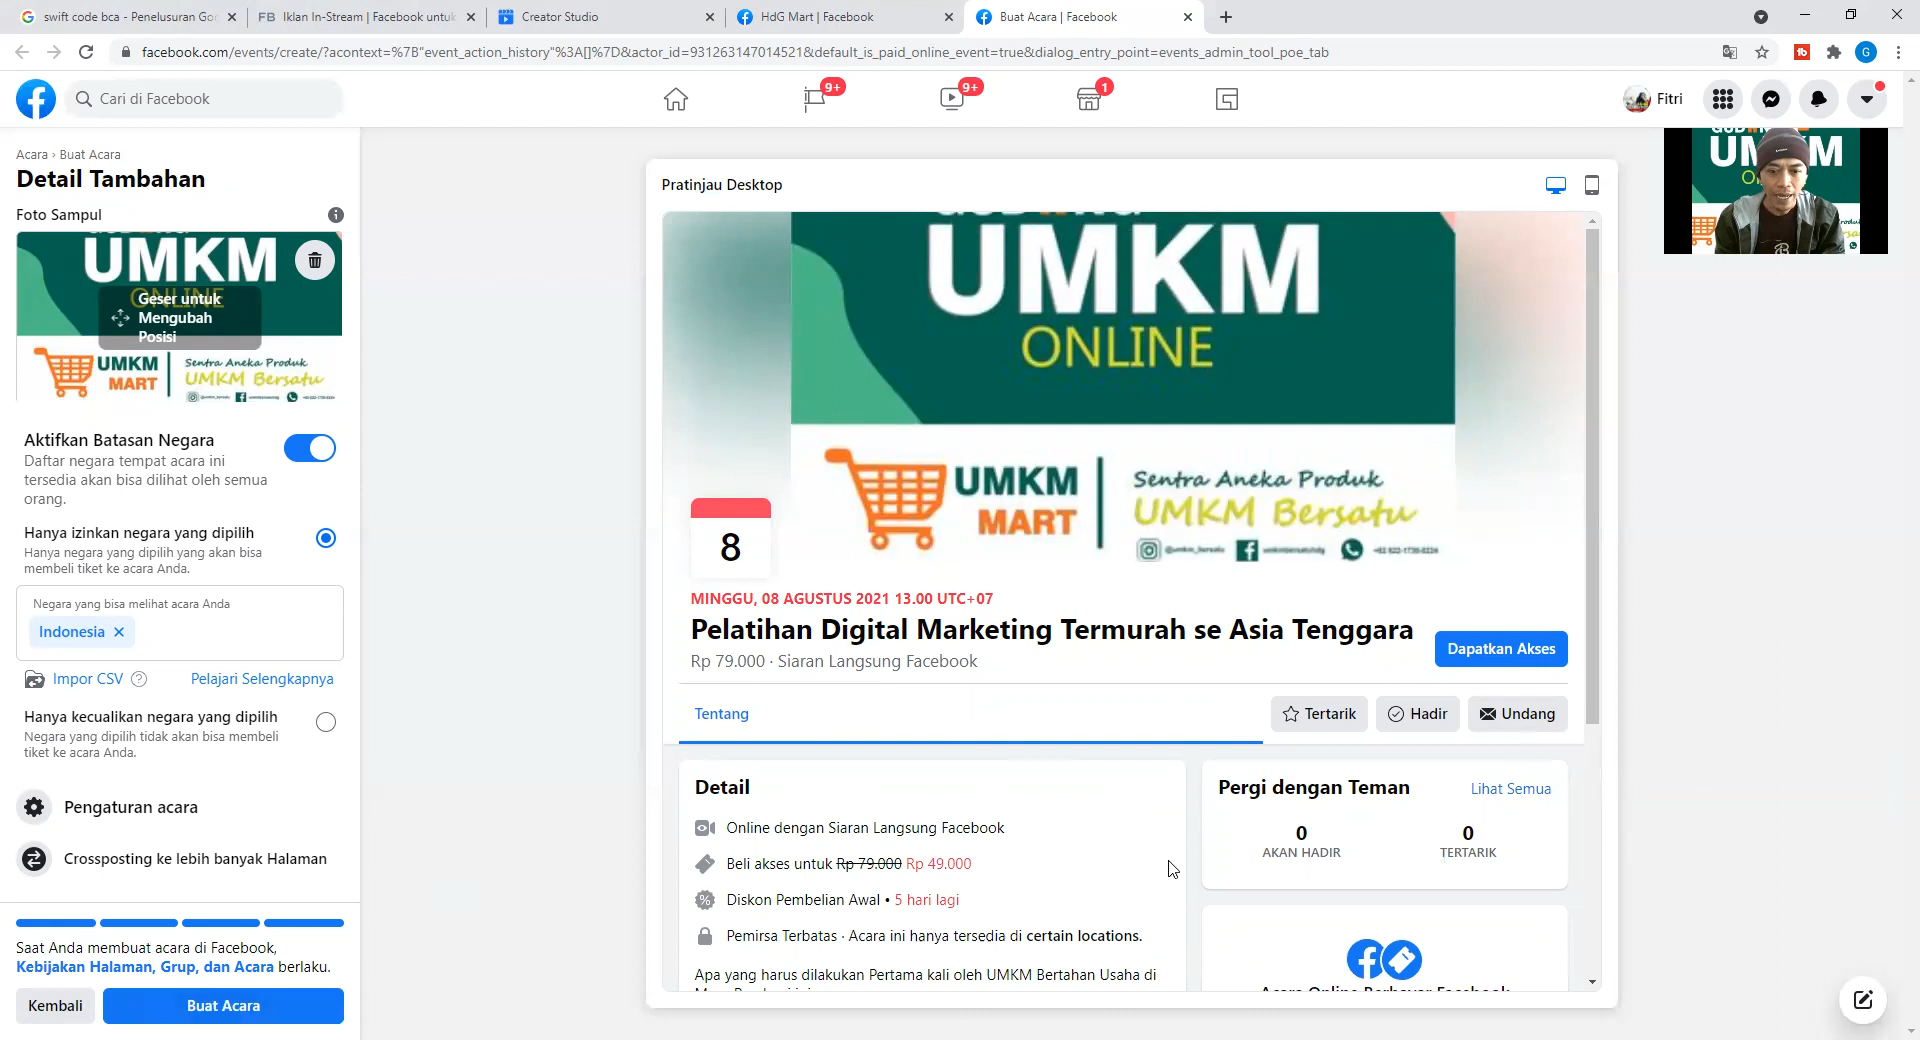 swift code bca - Penelusuran Go
Iklan In-Stream | Facebook untuk
Creator Studio
HdG Mart | Facebook
Buat Acara | Facebook
facebook.com/events/create/?acontext=%7B"event_action_history"%3A[]%7D&actor_id=931263147014521&default_is_paid_online_event=true&dialog_entry_point=events_admin_tool_poe_tab
G
Cari di Facebook
9+
9+
1
Fitri
Acara › Buat Acara
Detail Tambahan
Foto Sampul
UMKM
ONLINE
Geser untuk
Mengubah
Posisi
UMKM
MART
Sentra Aneka Produk
UMKM Bersatu
Aktifkan Batasan Negara
Daftar negara tempat acara ini
tersedia akan bisa dilihat oleh semua
orang.
Hanya izinkan negara yang dipilih
Hanya negara yang dipilih yang akan bisa
membeli tiket ke acara Anda.
Negara yang bisa melihat acara Anda
Indonesia
Impor CSV
Pelajari Selengkapnya
Hanya kecualikan negara yang dipilih
Negara yang dipilih tidak akan bisa membeli
tiket ke acara Anda.
Pengaturan acara
Crossposting ke lebih banyak Halaman
Saat Anda membuat acara di Facebook,
Kebijakan Halaman, Grup, dan Acara berlaku.
Kembali
Buat Acara
Pratinjau Desktop
UMKM
ONLINE
UMKM
MART
Sentra Aneka Produk
UMKM Bersatu
8
MINGGU, 08 AGUSTUS 2021 13.00 UTC+07
Pelatihan Digital Marketing Termurah se Asia Tenggara
Rp 79.000 · Siaran Langsung Facebook
Dapatkan Akses
Tentang
Tertarik
Hadir
Undang
Detail
Online dengan Siaran Langsung Facebook
Beli akses untuk Rp 79.000 Rp 49.000
Diskon Pembelian Awal • 5 hari lagi
Pemirsa Terbatas · Acara ini hanya tersedia di certain locations.
Apa yang harus dilakukan Pertama kali oleh UMKM Bertahan Usaha di
Pergi dengan Teman
Lihat Semua
0
AKAN HADIR
0
TERTARIK